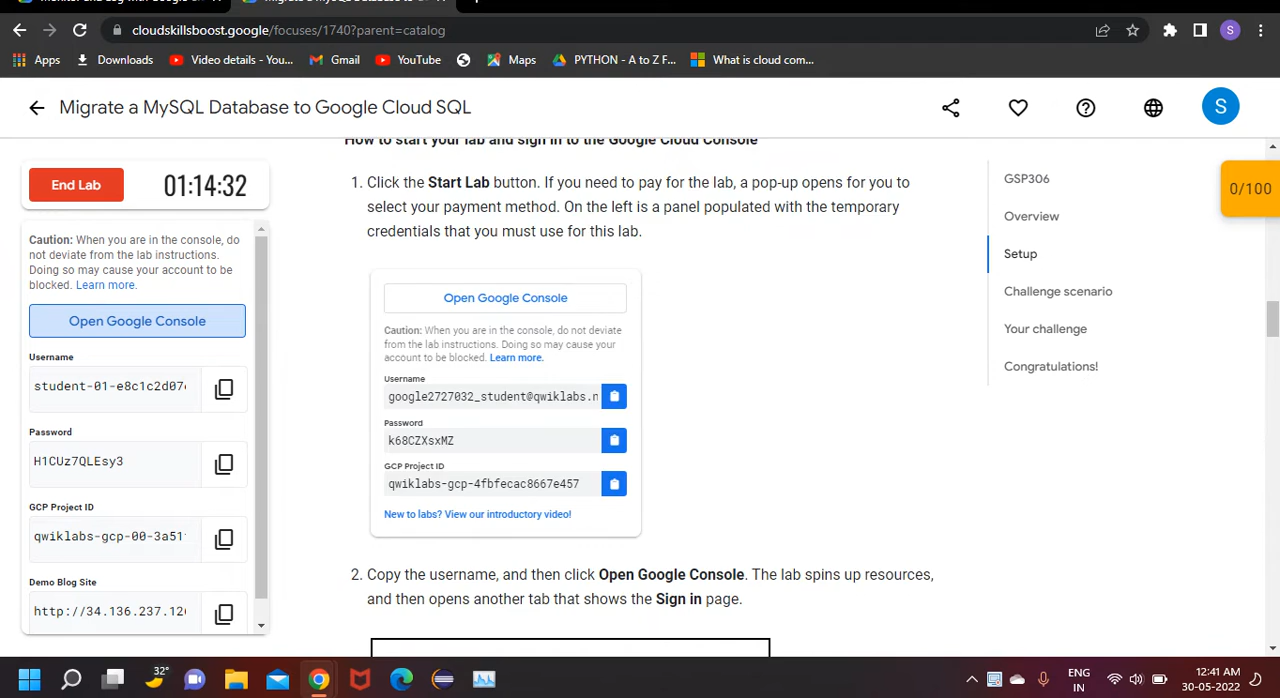 cloudskillsboost.google/focuses/1740?parent=catalog
S
Apps
Downloads
Video details - You...
Gmail
YouTube
Maps
PYTHON - A to Z F...
What is cloud com...
Migrate a MySQL Database to Google Cloud SQL
S
End Lab
01:14:32
Caution: When you are in the console, do
not deviate from the lab instructions.
Doing so may cause your account to be
blocked. Learn more.
Open Google Console
Username
student-01-e8c1c2d07
Password
H1CUz7QLEsy3
GCP Project ID
qwiklabs-gcp-00-3a51
Demo Blog Site
http://34.136.237.12
How to start your lab and sign in to the Google Cloud Console
1. Click the Start Lab button. If you need to pay for the lab, a pop-up opens for you to
select your payment method. On the left is a panel populated with the temporary
credentials that you must use for this lab.
Open Google Console
Caution: When you are in the console, do not deviate
from the lab instructions. Doing so may cause your
account to be blocked. Learn more.
Username
google2727032_student@qwiklabs.n
Password
k68CZXsxMZ
GCP Project ID
qwiklabs-gcp-4fbfecac8667e457
New to labs? View our introductory video!
2. Copy the username, and then click Open Google Console. The lab spins up resources,
and then opens another tab that shows the Sign in page.
GSP306
Overview
Setup
Challenge scenario
Your challenge
Congratulations!
0/100
32°
ENG
IN
12:41 AM
30-05-2022